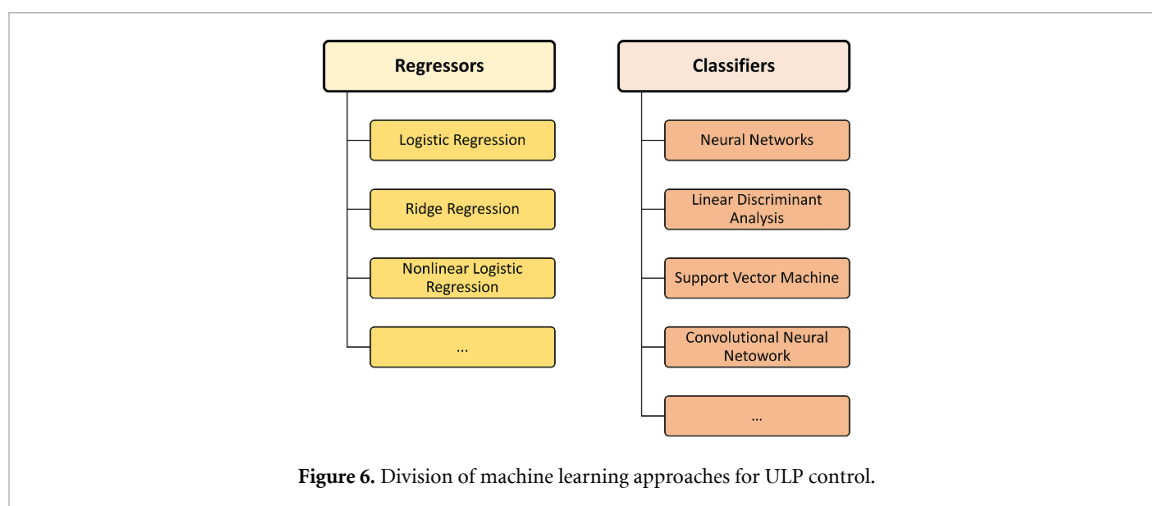 Regressors
Logistic Regression
Ridge Regression
Nonlinear Logistic
Regression
...
Classifiers
Neural Networks
Linear Discriminant
Analysis
Support Vector Machine
Convolutional Neural
Netowork
...
Figure 6. Division of machine learning approaches for ULP control.